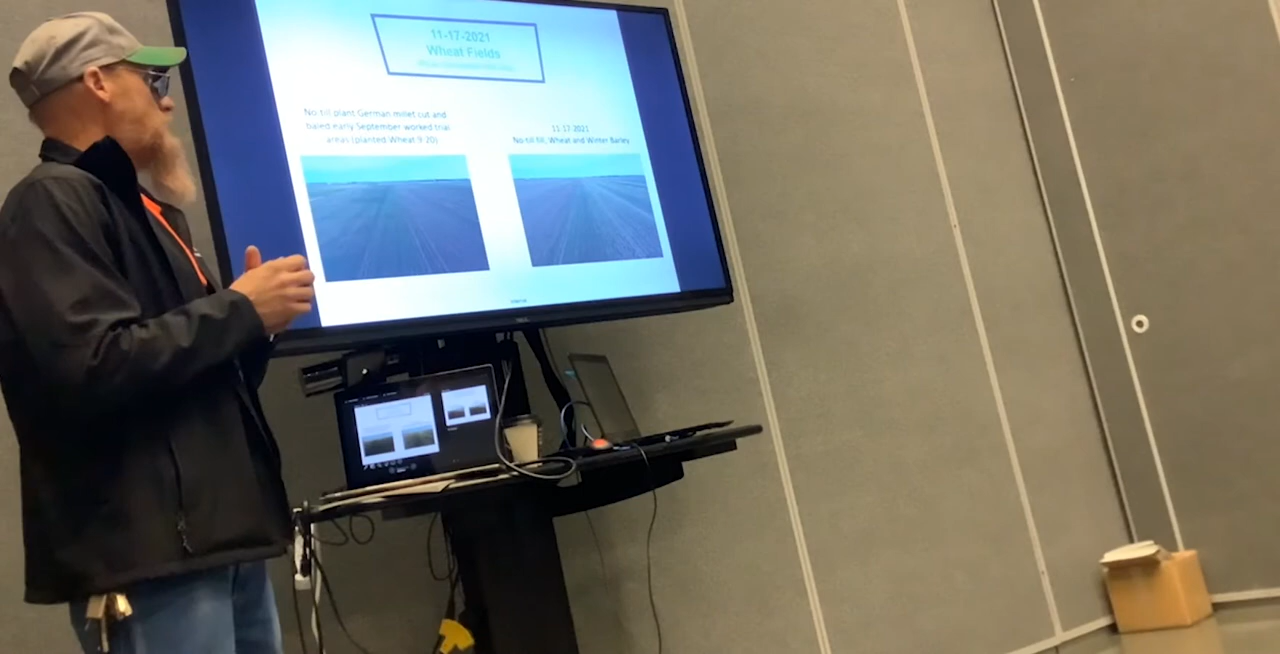 11-17-2021
Wheat Fields
No till plant German millet cut and
baled early September worked trial
areas (planted Wheat 9-20)
11-17-2021
No till fill, Wheat and Winter Barley
NEC